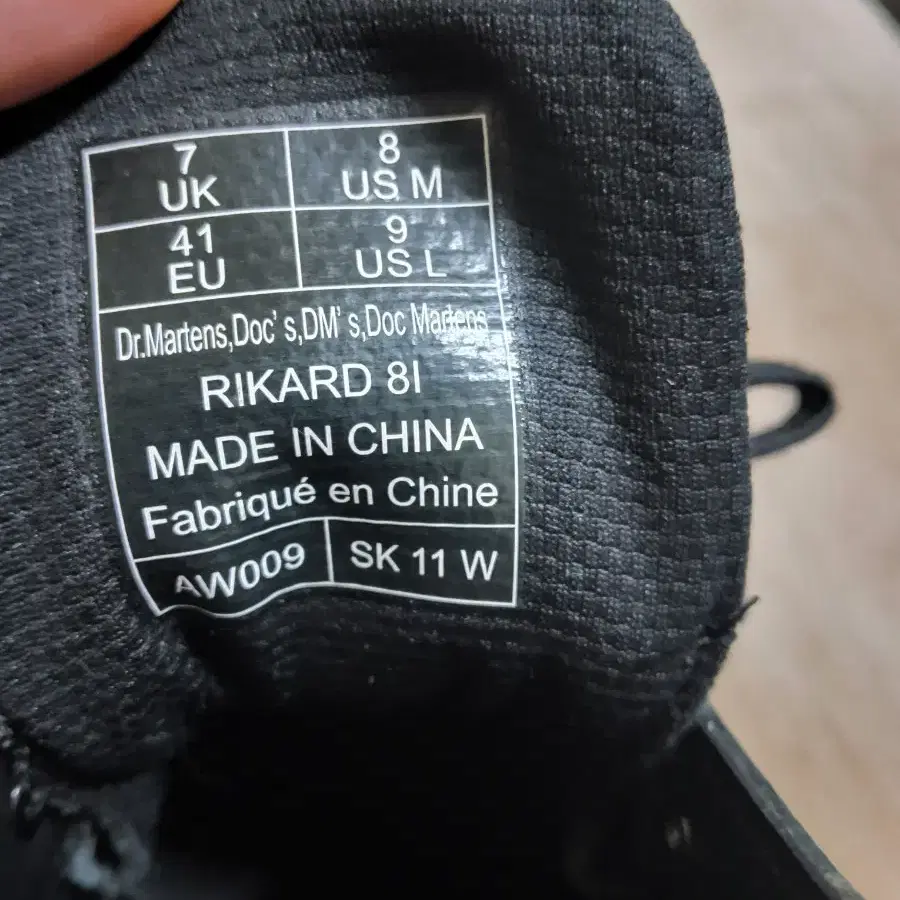 7
UK
8
US M
41
EU
9
US L
Dr.Martens,Doc's,DM's,Doc Martens
RIKARD 8I
MADE IN CHINA
Fabriqué en Chine
AW009
SK 11 W